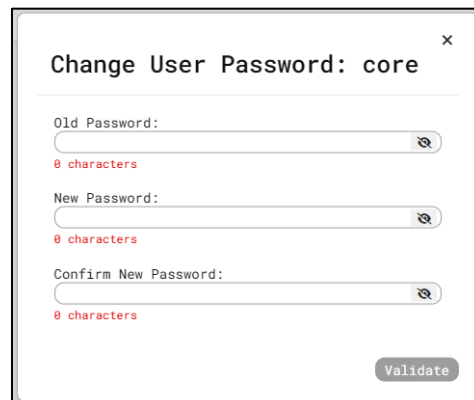 ×
Change User Password: core
Old Password:
0 characters
New Password:
0 characters
Confirm New Password:
0 characters
Validate